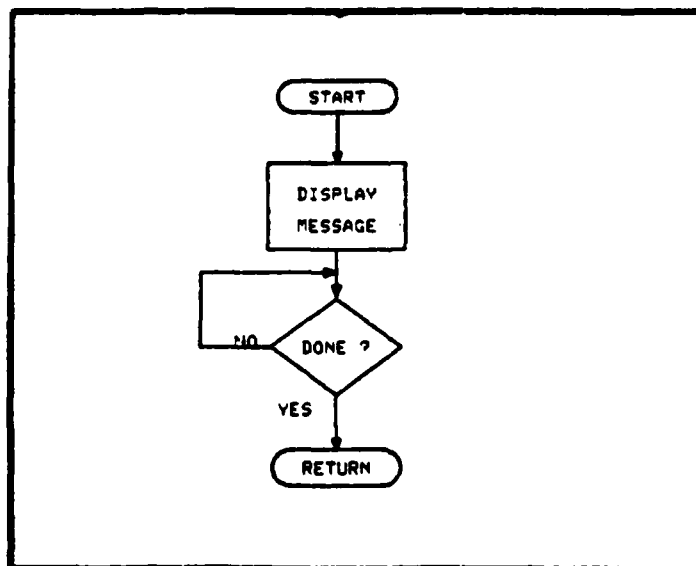 START
DISPLAY
MESSAGE
NO
DONE ?
YES
RETURN